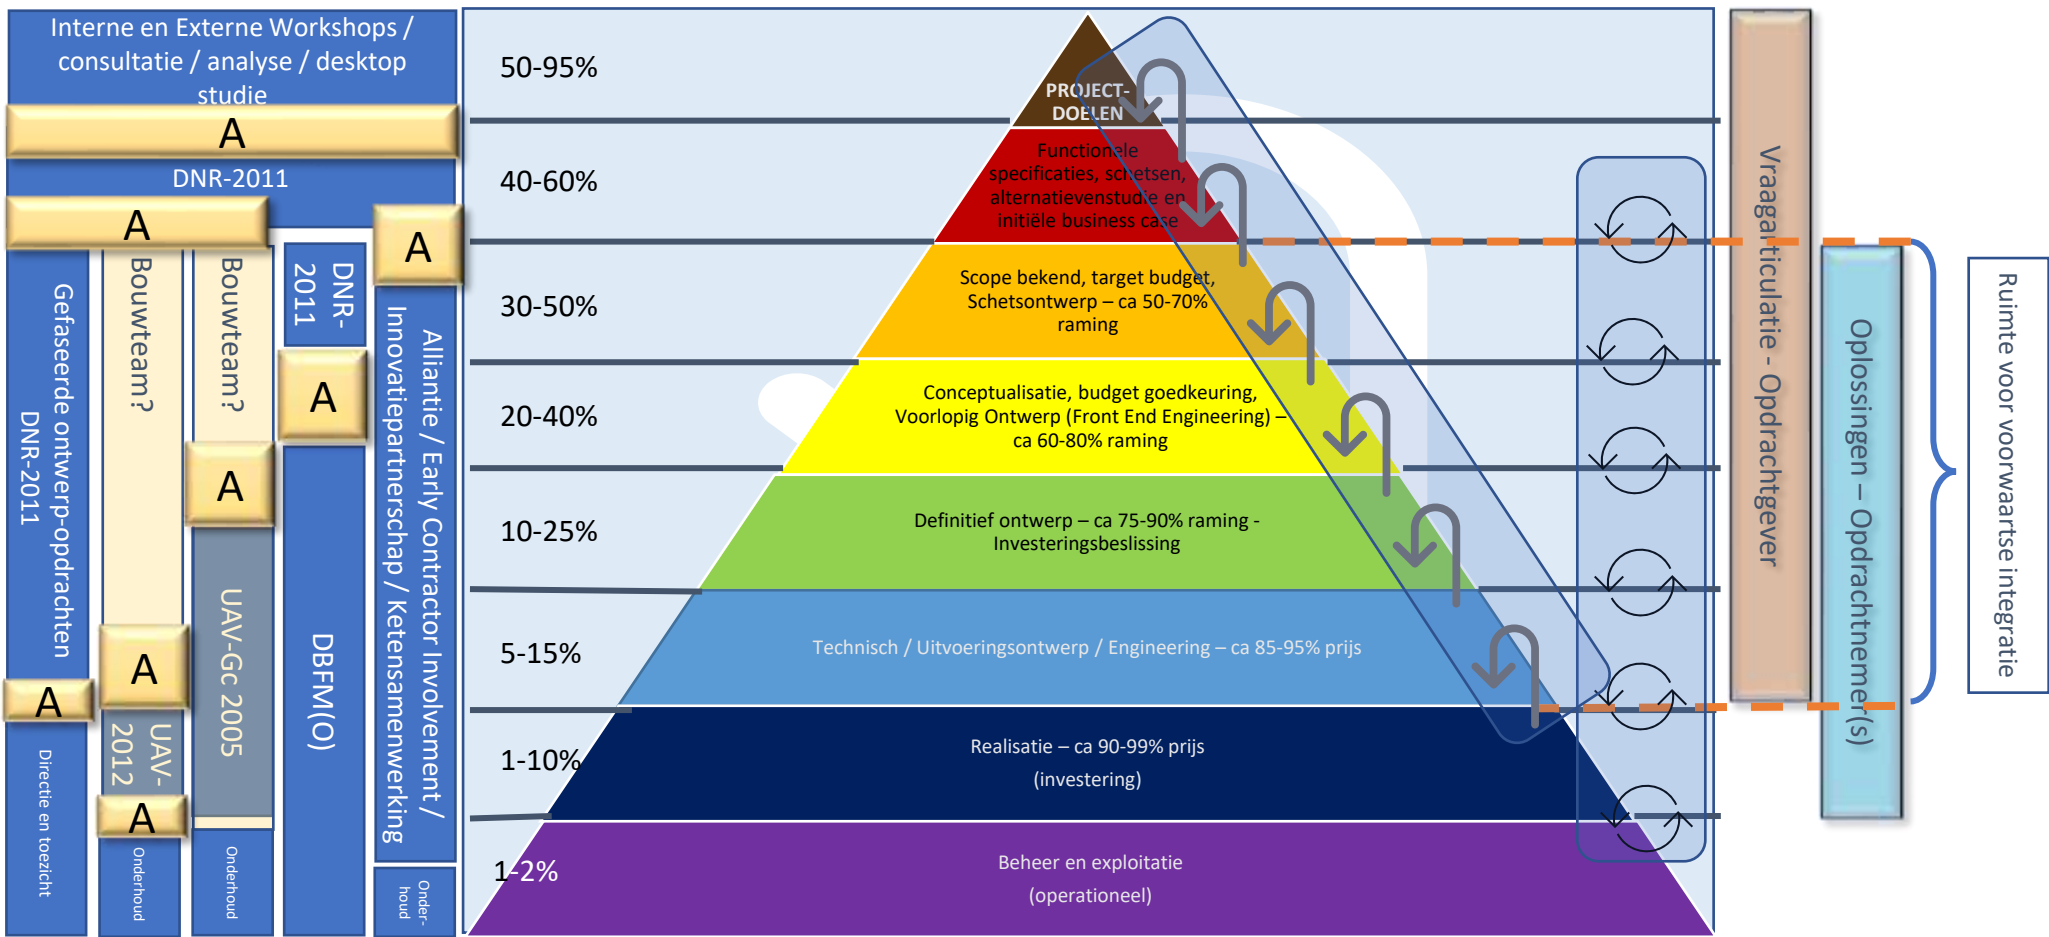 Interne en Externe Workshops /
consultatie / analyse / desktop
studie
A
DNR-2011
A
A
Gefaseerde ontwerp-opdrachten
DNR-2011
A
Directie en toezicht
Bouwteam?
A
UAV-
2012
A
Onderhoud
Bouwteam?
A
UAV-Gc 2005
Onderhoud
DNR-
2011
A
DBFM(O)
Alliantie / Early Contractor Involvement /
Innovatiepartnerschap / Ketensamenwerking
Onder-
houd
50-95%
40-60%
30-50%
20-40%
10-25%
5-15%
1-10%
1-2%
PROJECT-
DOELEN
Functionele
specificaties, schetsen,
alternatievenstudie en
initiële business case
Scope bekend, target budget,
Schetsontwerp – ca 50-70%
raming
Conceptualisatie, budget goedkeuring,
Voorlopig Ontwerp (Front End Engineering) –
ca 60-80% raming
Definitief ontwerp – ca 75-90% raming -
Investeringsbeslissing
Technisch / Uitvoeringsontwerp / Engineering – ca 85-95% prijs
Realisatie – ca 90-99% prijs
(investering)
Beheer en exploitatie
(operationeel)
Vraagarticulatie - Opdrachtgever
Oplossingen – Opdrachtnemer(s)
Ruimte voor voorwaartse integratie